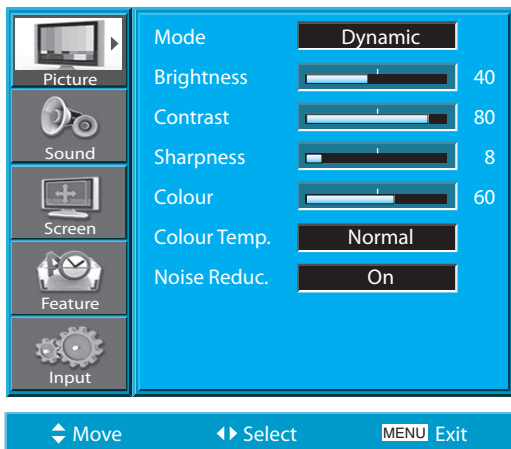 Picture
Sound
Screen
Feature
Input
Mode Dynamic
Brightness 40
Contrast 80
Sharpness 8
Colour 60
Colour Temp. Normal
Noise Reduc. On
Move Select MENU Exit